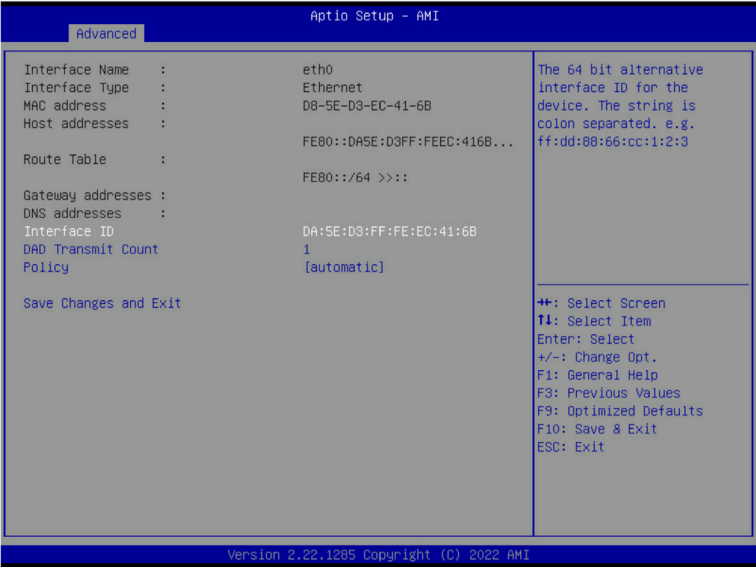 Aptio Setup – AMI
Advanced
Interface Name : eth0
Interface Type : Ethernet
MAC address : D8-5E-D3-EC-41-6B
Host addresses :
FE80::DA5E:D3FF:FEEC:416B...
Route Table :
FE80::/64 >>::
Gateway addresses :
DNS addresses :
Interface ID DA:5E:D3:FF:FE:EC:41:6B
DAD Transmit Count 1
Policy [automatic]
Save Changes and Exit
The 64 bit alternative
interface ID for the
device. The string is
colon separated. e.g.
ff:dd:88:66:cc:1:2:3
→←: Select Screen
↑↓: Select Item
Enter: Select
+/-: Change Opt.
F1: General Help
F3: Previous Values
F9: Optimized Defaults
F10: Save & Exit
ESC: Exit
Version 2.22.1285 Copyright (C) 2022 AMI